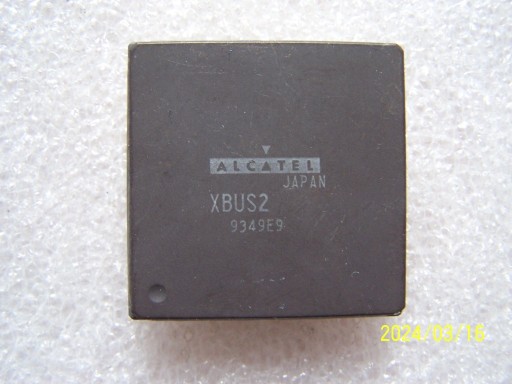 ALCATEL
JAPAN
XBUS2
9349E9
2024/03/16